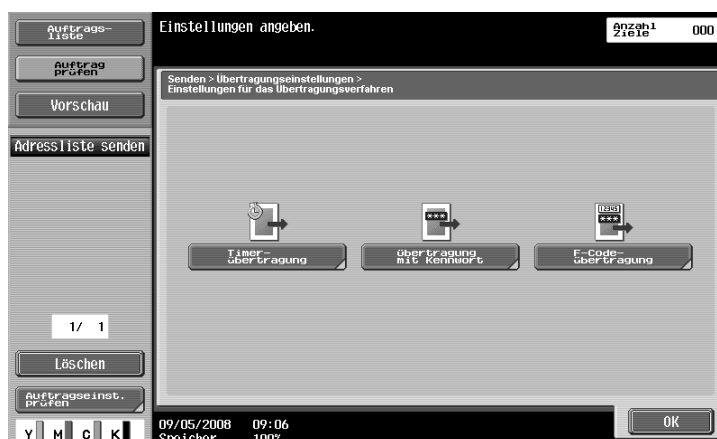 Auftrags-
liste
Auftrag
prüfen
Vorschau
Adressliste senden
1/ 1
Löschen
Auftragseinst.
prüfen
Y M C K
Einstellungen angeben.
Anzahl
Ziele 000
Senden > Übertragungseinstellungen >
Einstellungen für das Übertragungsverfahren
Timer-
übertragung
***
übertragung
mit Kennwort
12345
***
F-Code-
übertragung
09/05/2008 09:06
Speicher 100%
OK